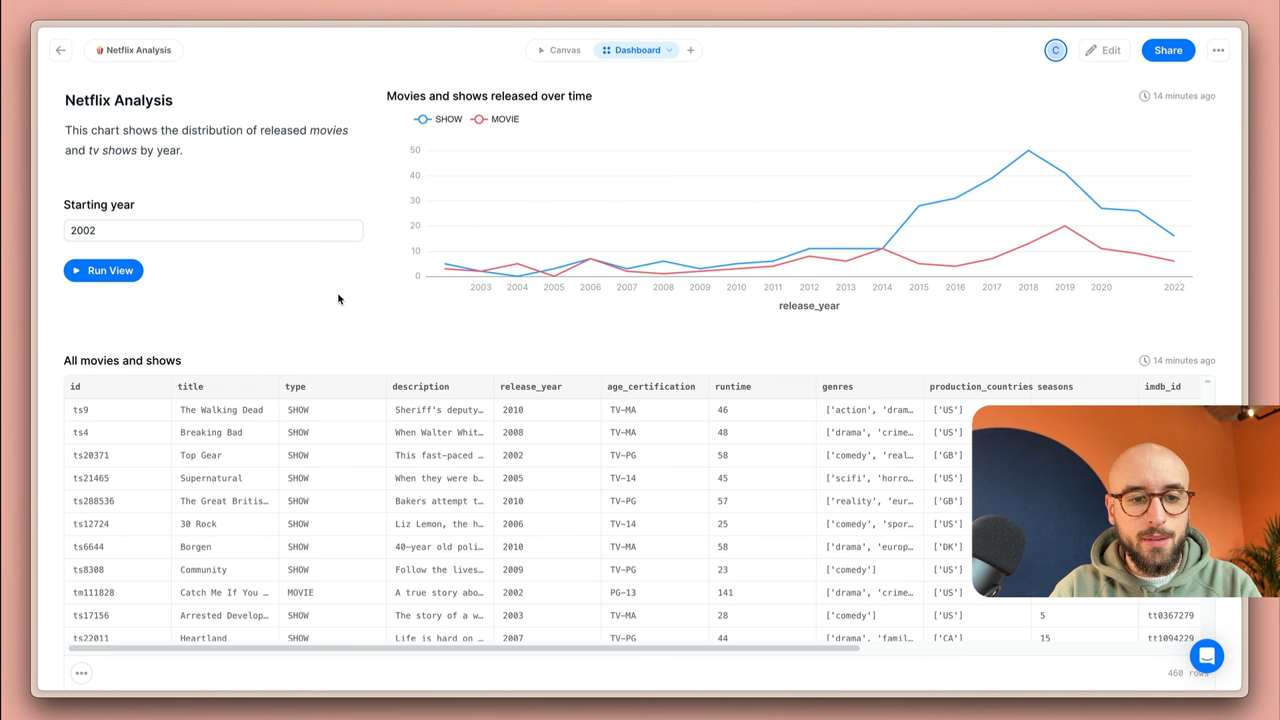 Netflix Analysis
Canvas
Dashboard
C
Edit
Share
Netflix Analysis
This chart shows the distribution of released movies
and tv shows by year.
Starting year
2002
Run View
Movies and shows released over time
14 minutes ago
SHOW MOVIE
50
40
30
20
10
0
2003 2004 2005 2006 2007 2008 2009 2010 2011 2012 2013 2014 2015 2016 2017 2018 2019 2020 2022
release_year
All movies and shows
14 minutes ago
id title type description release_year age_certification runtime genres production_countries seasons imdb_id
ts9 The Walking Dead SHOW Sheriff's deputy… 2010 TV-MA 46 ['action', 'dram… ['US']
ts4 Breaking Bad SHOW When Walter Whit… 2008 TV-MA 48 ['drama', 'crime… ['US']
ts20371 Top Gear SHOW This fast-paced … 2002 TV-PG 58 ['comedy', 'real… ['GB']
ts21465 Supernatural SHOW When they were b… 2005 TV-14 45 ['scifi', 'horro… ['US']
ts288536 The Great Britis… SHOW Bakers attempt t… 2010 TV-PG 57 ['reality', 'eur… ['GB']
ts12724 30 Rock SHOW Liz Lemon, the h… 2006 TV-14 25 ['comedy', 'spor… ['US']
ts6644 Borgen SHOW 40-year old poli… 2010 TV-MA 58 ['drama', 'europ… ['DK']
ts8308 Community SHOW Follow the lives… 2009 TV-PG 23 ['comedy'] ['US']
tm111828 Catch Me If You … MOVIE A true story abo… 2002 PG-13 141 ['drama', 'crime… ['US']
ts17156 Arrested Develop… SHOW The story of a w… 2003 TV-MA 28 ['comedy'] ['US'] 5 tt0367279
ts22011 Heartland SHOW Life is hard on … 2007 TV-PG 44 ['drama', 'famil… ['CA'] 15 tt1094229
460 rows